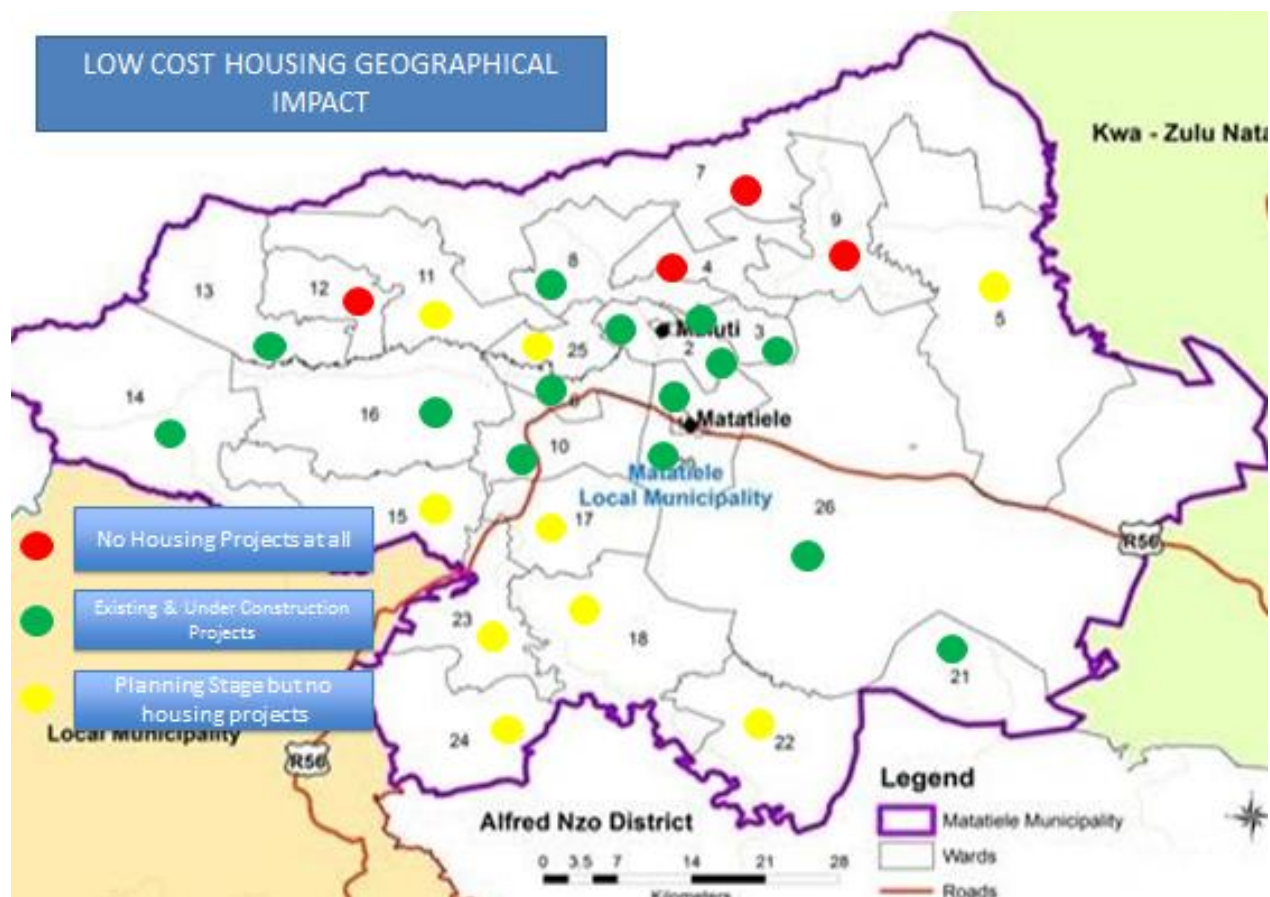 LOW COST HOUSING GEOGRAPHICAL
IMPACT
Kwa - Zulu Nata
7
9
8
4
11
12
13
5
Maluti
3
2
25
14
16
6
Matatiele
10
Matatiele
Local Municipality
26
17
15
R56
No Housing Projects at all
Existing & Under Construction
Projects
23
18
21
Planning Stage but no
housing projects
Local Municipality
24
22
R56
Legend
Matatiele Municipality
Wards
Roads
Alfred Nzo District
0 3.5 7 14 21 28
Kilometers